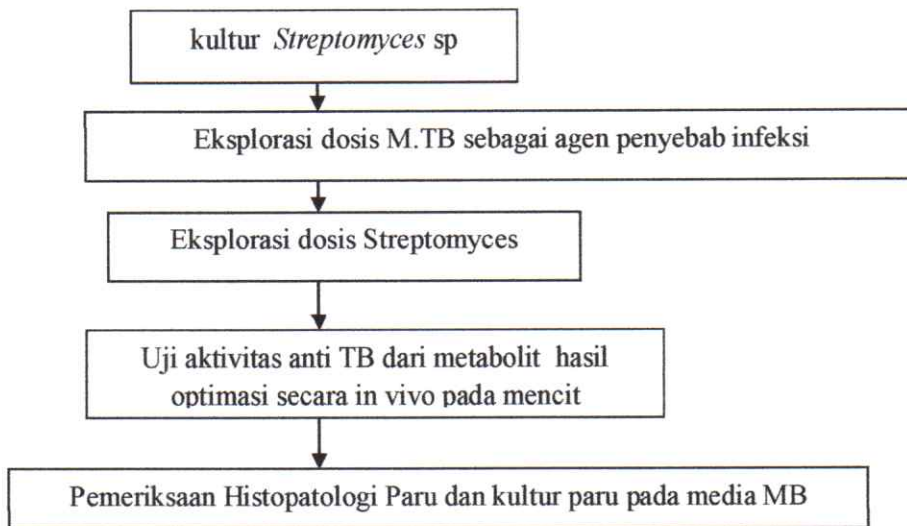 kultur Streptomyces sp
Eksplorasi dosis M.TB sebagai agen penyebab infeksi
Eksplorasi dosis Streptomyces
Uji aktivitas anti TB dari metabolit hasil
optimasi secara in vivo pada mencit
Pemeriksaan Histopatologi Paru dan kultur paru pada media MB